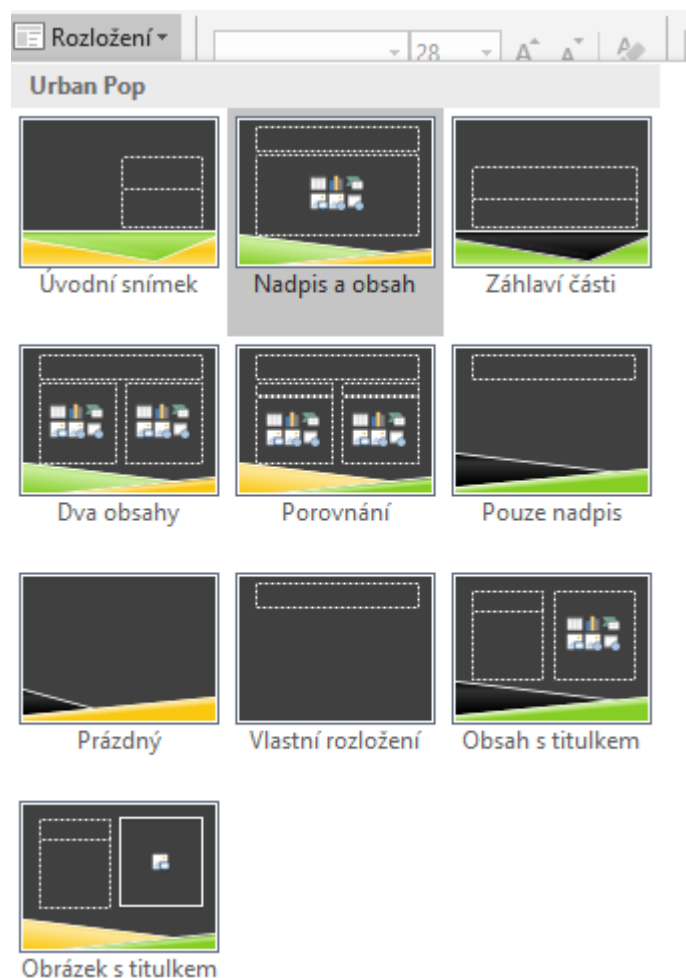 Rozložení
28
A A A
Urban Pop
Úvodní snímek
Nadpis a obsah
Záhlaví části
Dva obsahy
Porovnání
Pouze nadpis
Prázdný
Vlastní rozložení
Obsah s titulkem
Obrázek s titulkem